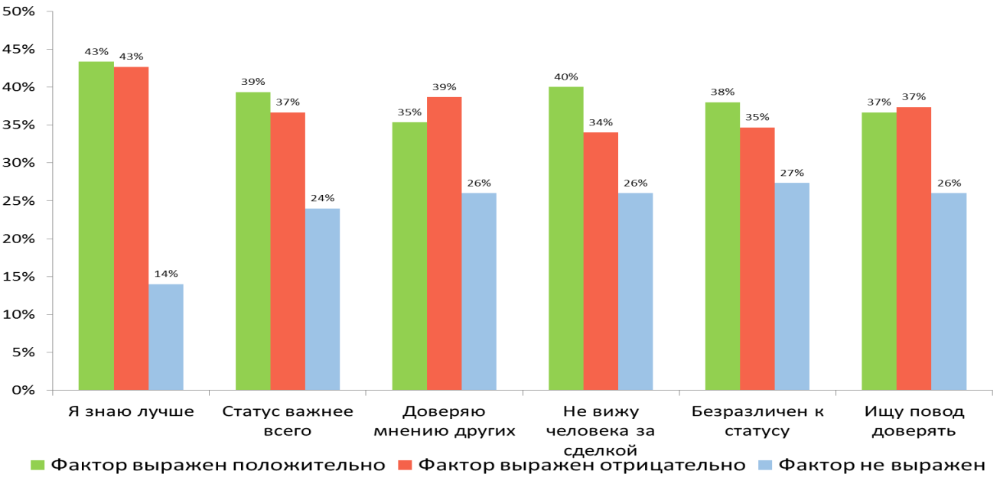 50%
45%
40%
35%
30%
25%
20%
15%
10%
5%
0%
43% 43% 14%
39% 37% 24%
35% 39% 26%
40% 34% 26%
38% 35% 27%
37% 37% 26%
Я знаю лучше
Статус важнее
всего
Доверяю
мнению других
Не вижу
человека за
сделкой
Безразличен к
статусу
Ищу повод
доверять
Фактор выражен положительно
Фактор выражен отрицательно
Фактор не выражен